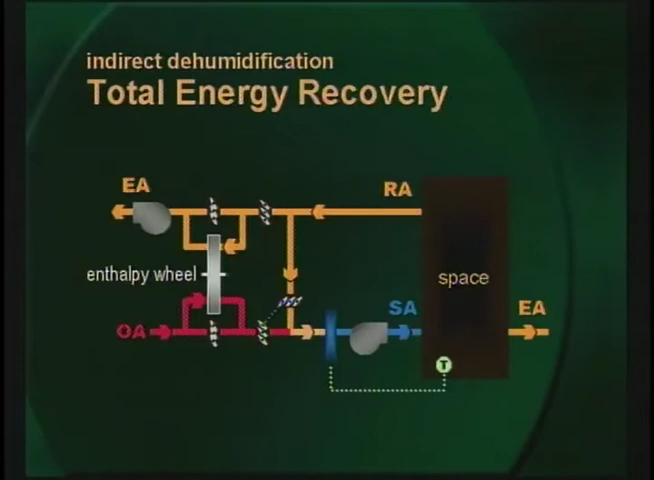 indirect dehumidification
Total Energy Recovery
EA
RA
enthalpy wheel
space
OA
SA
EA
T